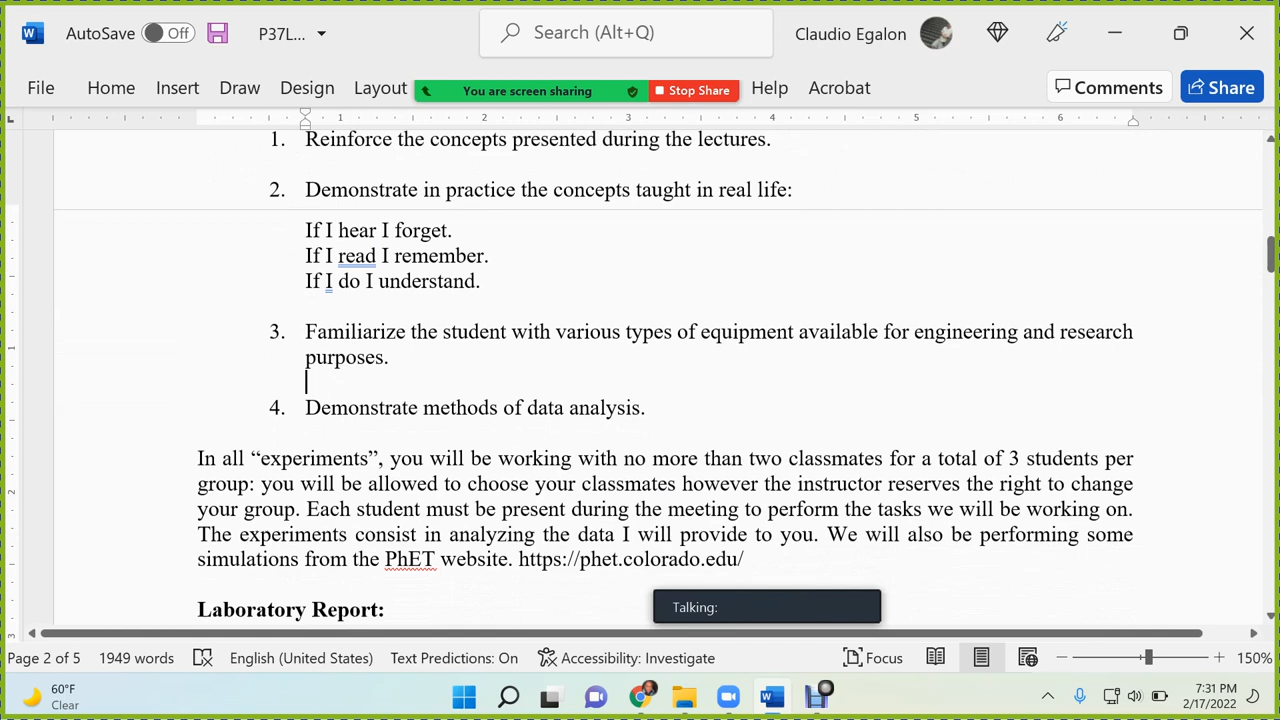 AutoSave Off P37L... Search (Alt+Q) Claudio Egalon
File Home Insert Draw Design Layout You are screen sharing Stop Share Help Acrobat Comments Share
1 2 3 4 5 6
1. Reinforce the concepts presented during the lectures.
2. Demonstrate in practice the concepts taught in real life:
If I hear I forget.
If I read I remember.
If I do I understand.
3. Familiarize the student with various types of equipment available for engineering and research
purposes.
4. Demonstrate methods of data analysis.
In all “experiments”, you will be working with no more than two classmates for a total of 3 students per
group: you will be allowed to choose your classmates however the instructor reserves the right to change
your group. Each student must be present during the meeting to perform the tasks we will be working on.
The experiments consist in analyzing the data I will provide to you. We will also be performing some
simulations from the PhET website. https://phet.colorado.edu/
Laboratory Report:
Talking:
Page 2 of 5 1949 words English (United States) Text Predictions: On Accessibility: Investigate Focus 150%
60°F
Clear
7:31 PM
2/17/2022